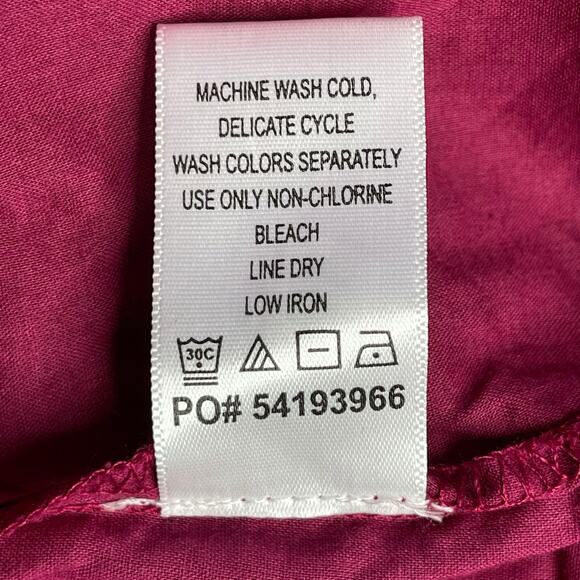 MACHINE WASH COLD,
DELICATE CYCLE
WASH COLORS SEPARATELY
USE ONLY NON-CHLORINE
BLEACH
LINE DRY
LOW IRON
30C
PO# 54193966